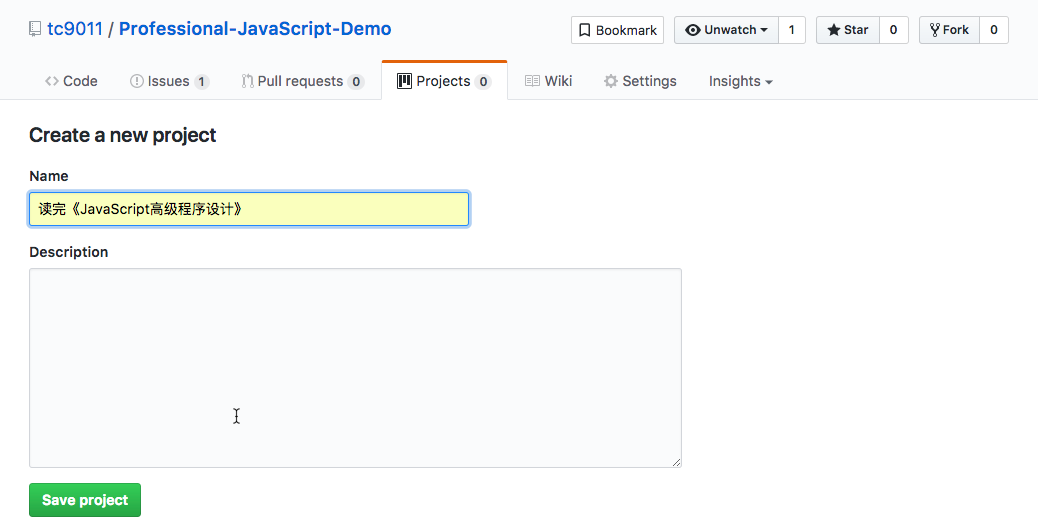 tc9011 / Professional-JavaScript-Demo Bookmark Unwatch 1 Star 0 Fork 0
Code Issues 1 Pull requests 0 Projects 0 Wiki Settings Insights
Create a new project
Name
读完《JavaScript高级程序设计》
Description
Save project